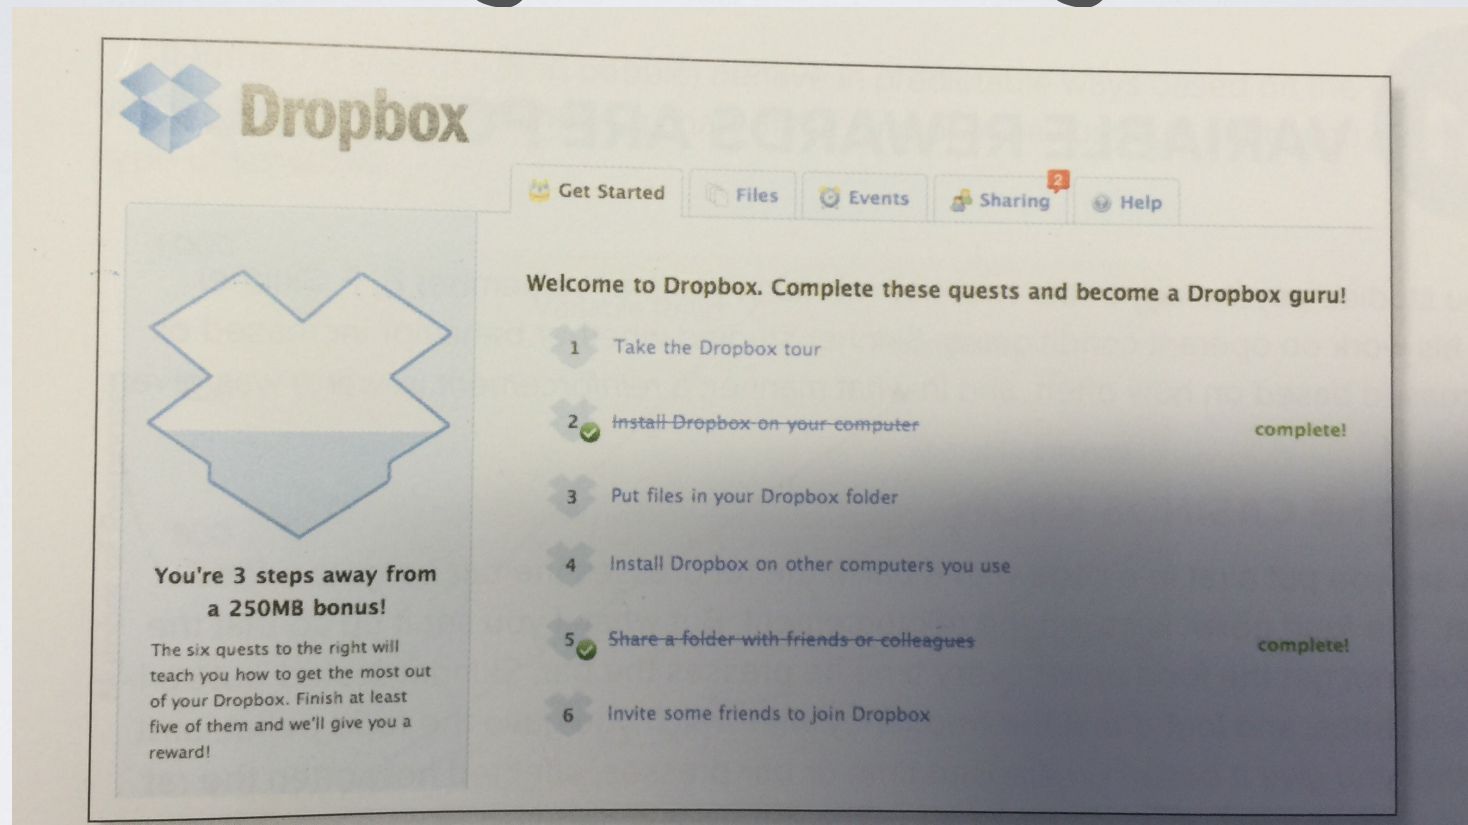 Dropbox
Get Started
Files
Events
Sharing
2
Help
Welcome to Dropbox. Complete these quests and become a Dropbox guru!
1 Take the Dropbox tour
2 Install Dropbox on your computer complete!
3 Put files in your Dropbox folder
4 Install Dropbox on other computers you use
5 Share a folder with friends or colleagues complete!
6 Invite some friends to join Dropbox
You're 3 steps away from
a 250MB bonus!
The six quests to the right will
teach you how to get the most out
of your Dropbox. Finish at least
five of them and we'll give you a
reward!
VARIABLE REWARDS ARE